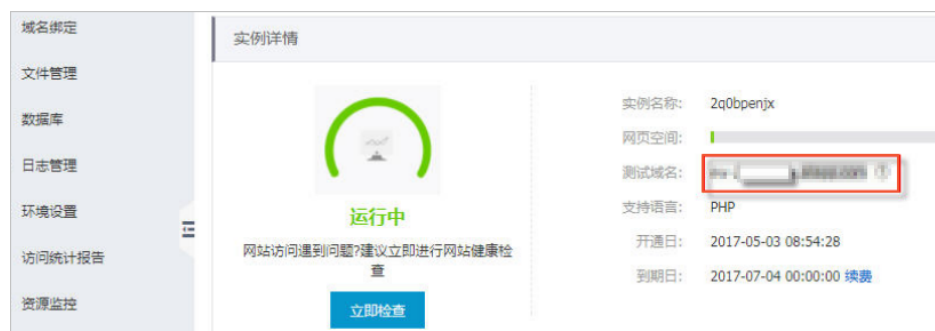 域名绑定
文件管理
数据库
日志管理
环境设置
访问统计报告
资源监控
实例详情
运行中
网站访问遇到问题?建议立即进行网站健康检
查
立即检查
实例名称: 2q0bpenjx
网页空间:
测试域名:
支持语言: PHP
开通日: 2017-05-03 08:54:28
到期日: 2017-07-04 00:00:00 续费